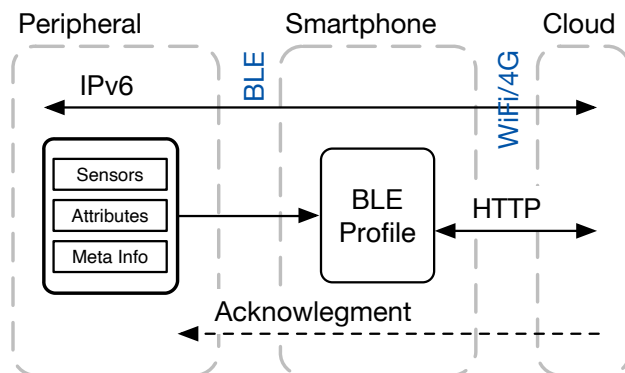 Peripheral
Smartphone
Cloud
IPv6
BLE
WiFi/4G
Sensors
Attributes
Meta Info
BLE
Profile
HTTP
Acknowlegment